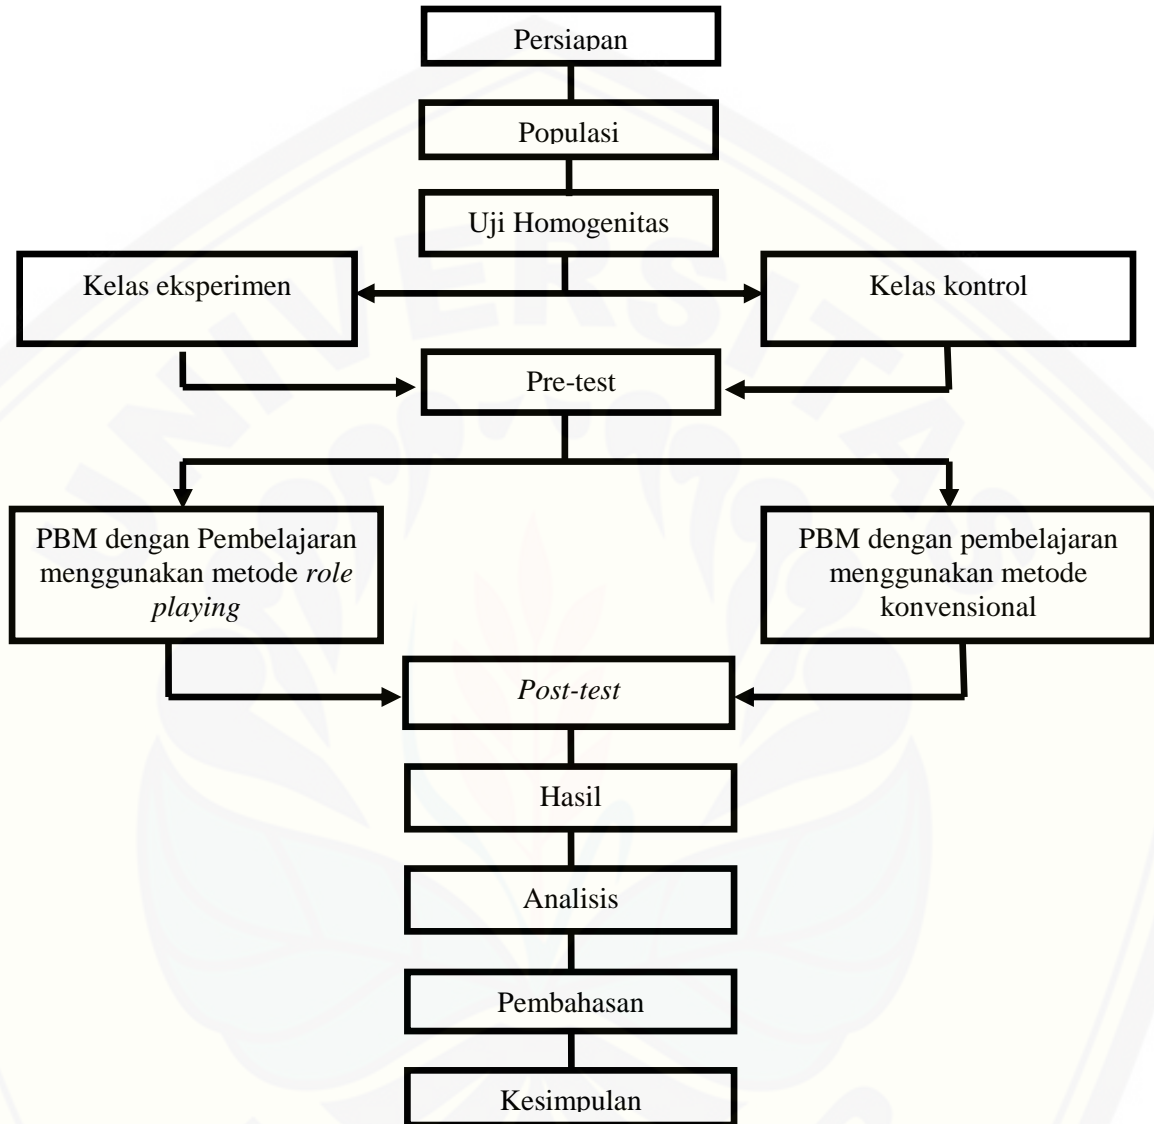 Persiapan
Populasi
Uji Homogenitas
Kelas eksperimen
Kelas kontrol
Pre-test
PBM dengan Pembelajaran
menggunakan metode role
playing
PBM dengan pembelajaran
menggunakan metode
konvensional
Post-test
Hasil
Analisis
Pembahasan
Kesimpulan
UNIVERSITAS